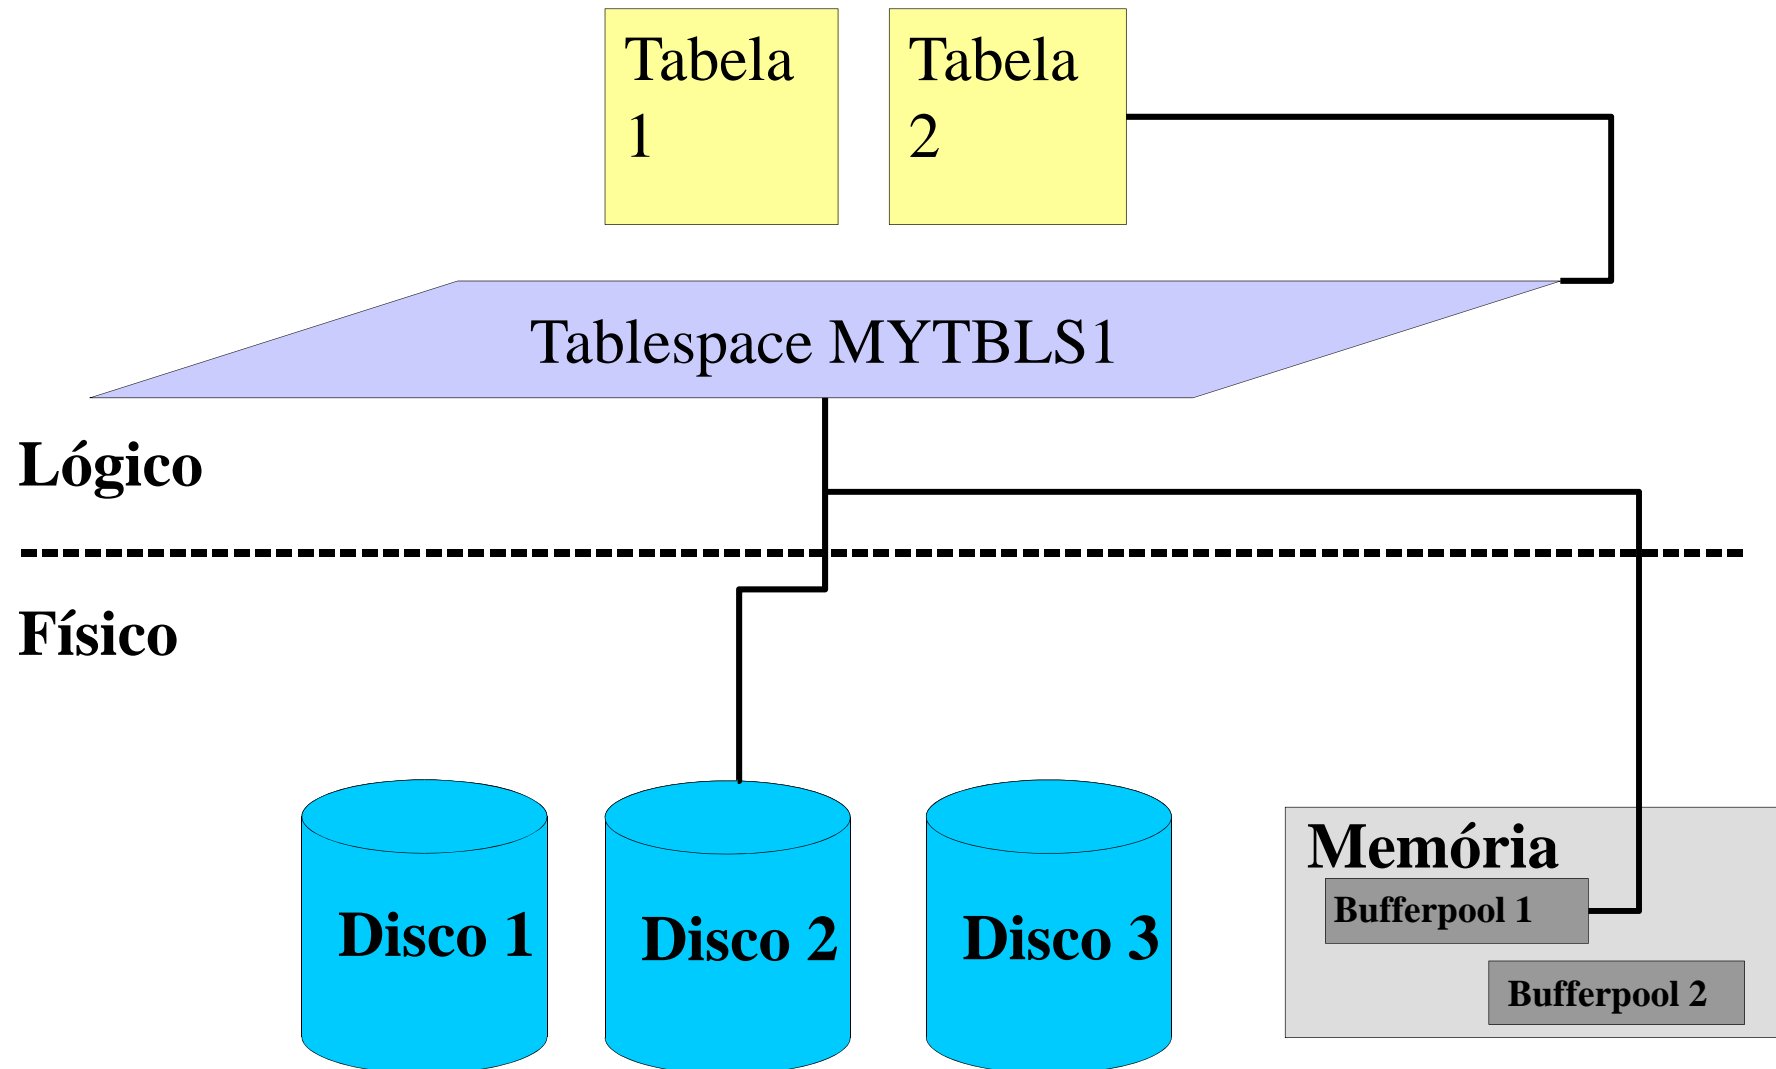 Tabela
1
Tabela
2
Tablespace MYTBLS1
Lógico
Físico
Memória
Bufferpool 1
Disco 1
Disco 2
Disco 3
Bufferpool 2